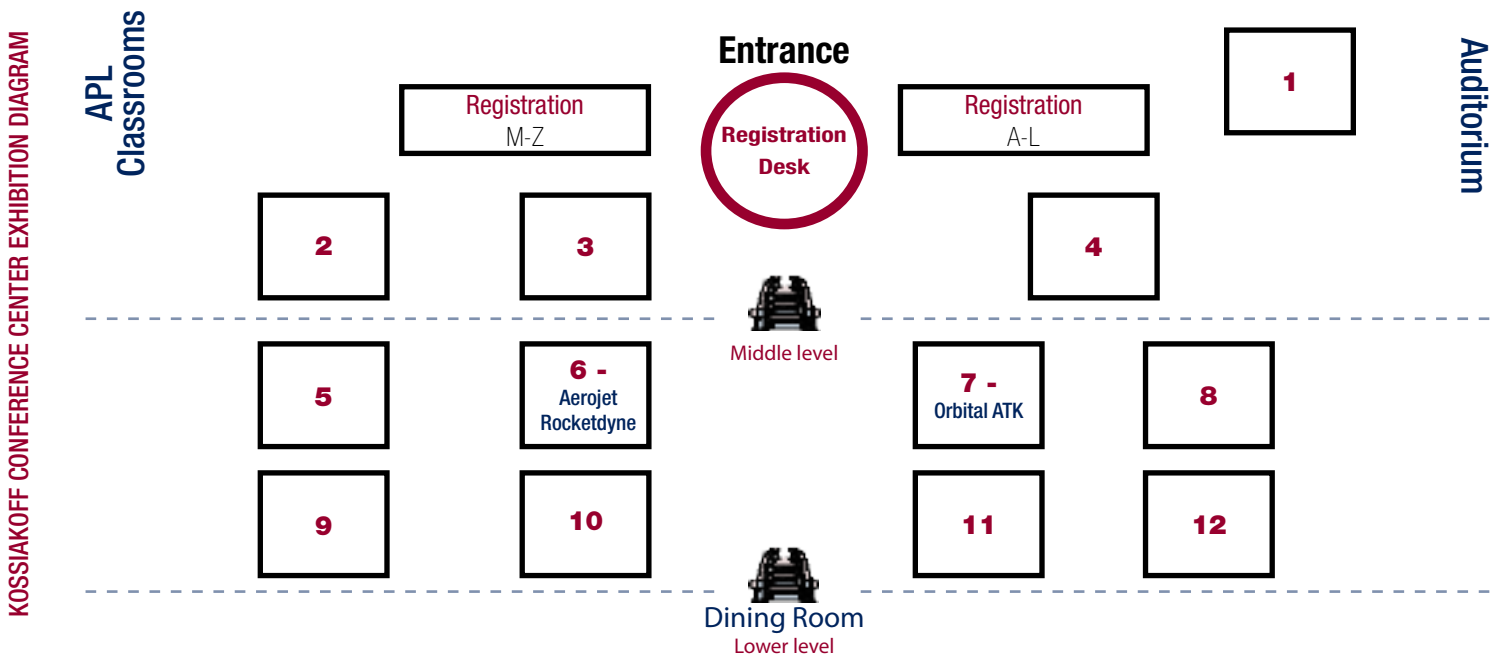 KOSSIAKOFF CONFERENCE CENTER EXHIBITION DIAGRAM
APL
Classrooms
Entrance
Auditorium
Registration
M-Z
Registration
Desk
Registration
A-L
1
2
3
4
Middle level
5
6 -
Aerojet
Rocketdyne
7 -
Orbital ATK
8
9
10
11
12
Dining Room
Lower level